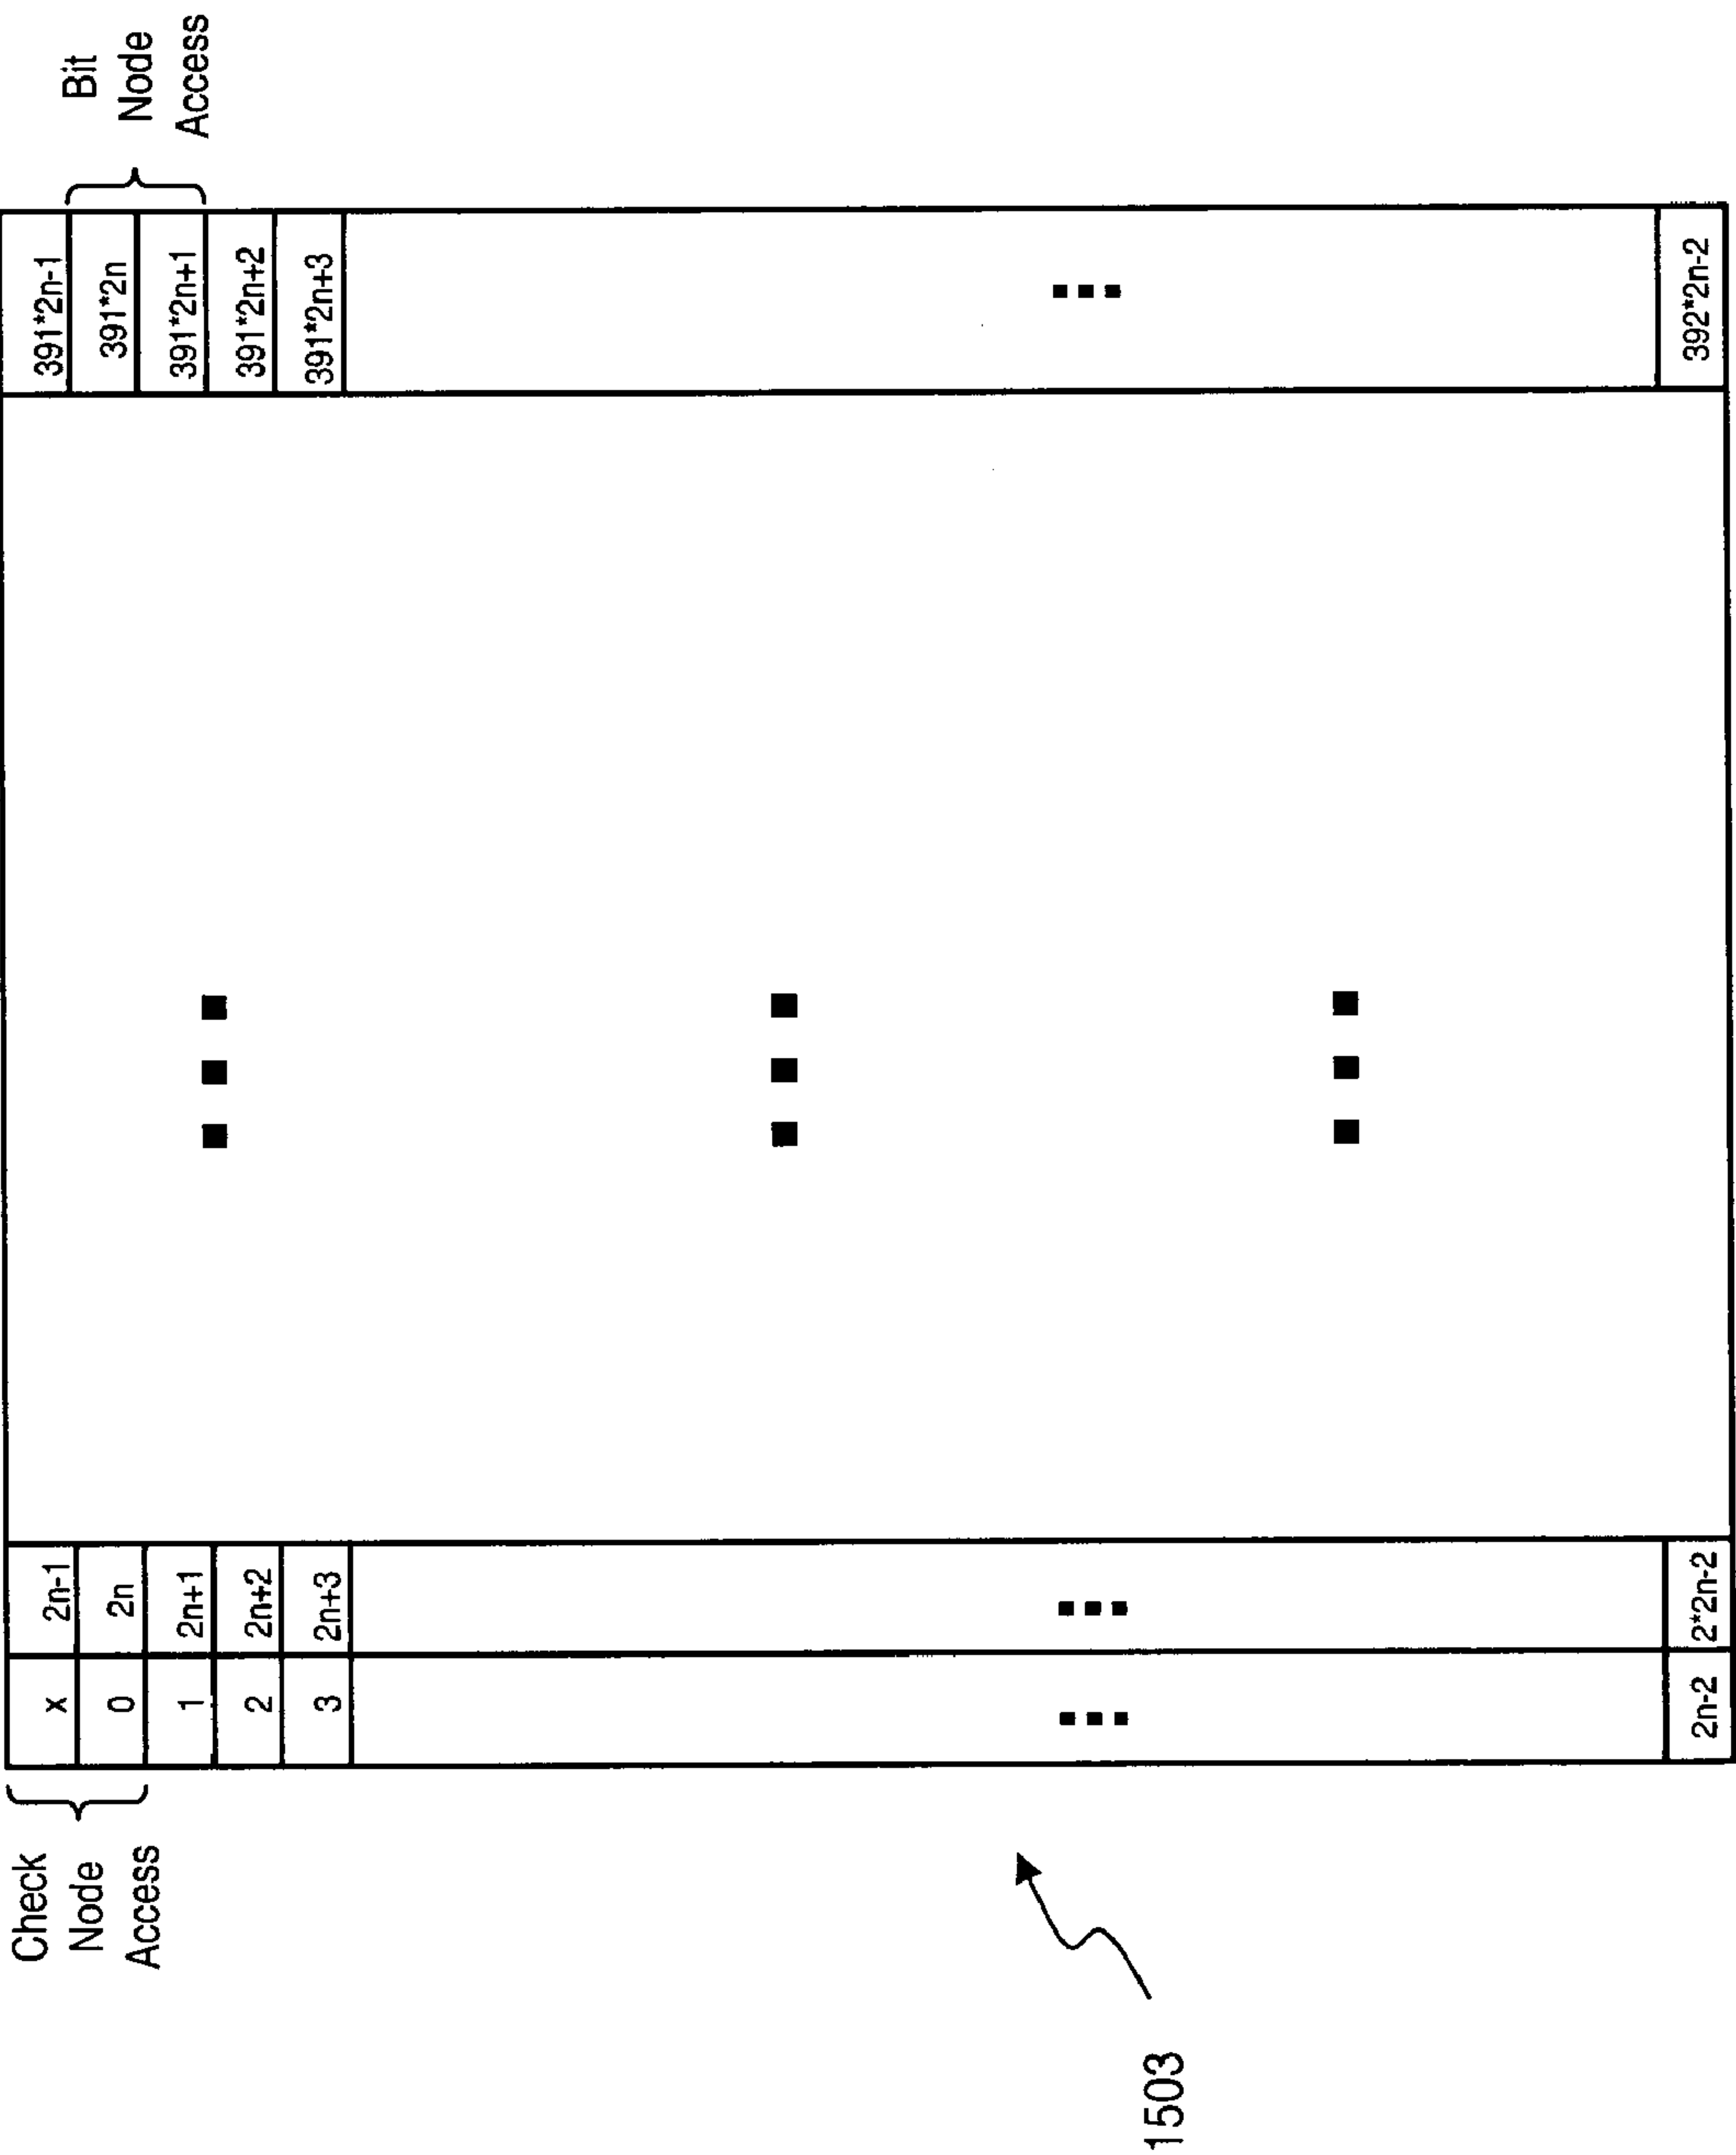 Check
Node
Access
x 2n-1 391*2n-1
0 2n 391*2n
1 2n+1 391*2n+1
2 2n+2 391*2n+2
3 2n+3 391*2n+3
2n-2 2*2n-2 392*2n-2
Bit
Node
Access
1503